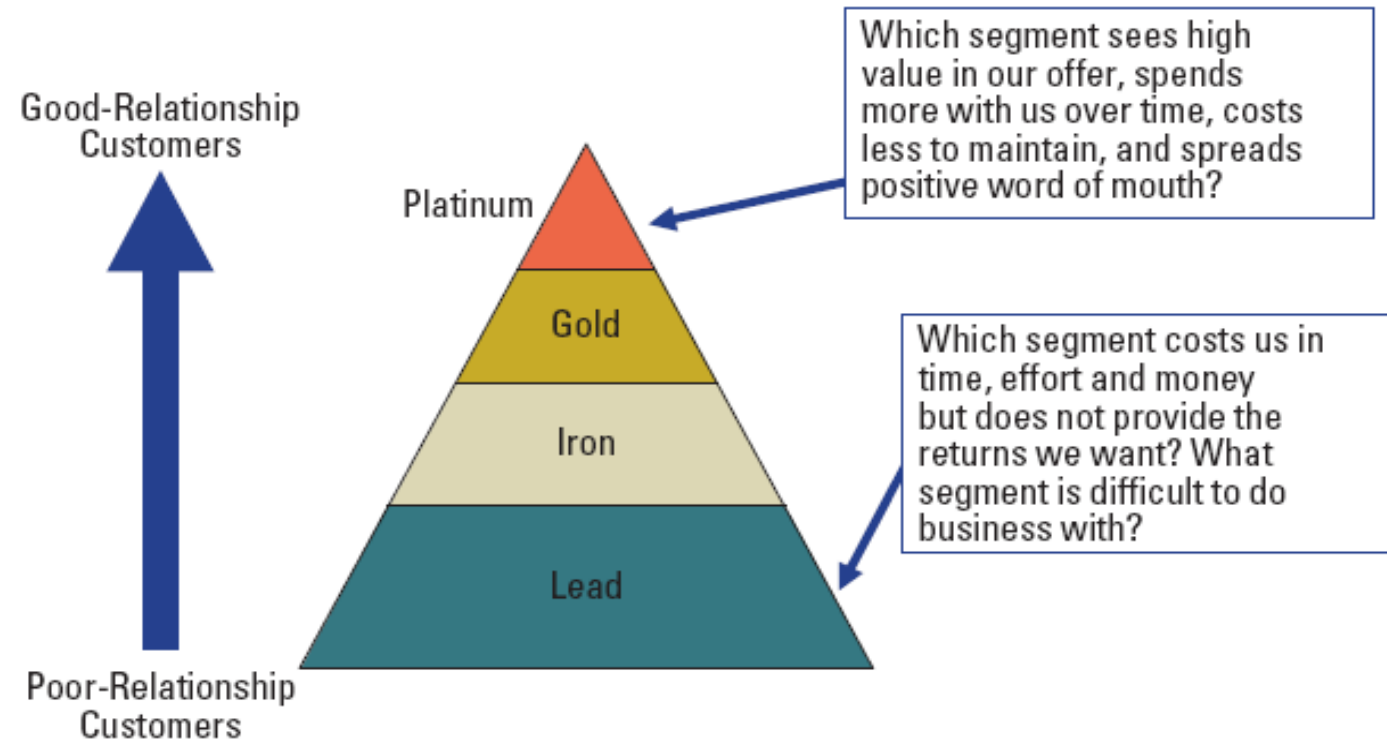 Good-Relationship
Customers
Platinum
Gold
Iron
Lead
Poor-Relationship
Customers
Which segment sees high
value in our offer, spends
more with us over time, costs
less to maintain, and spreads
positive word of mouth?
Which segment costs us in
time, effort and money
but does not provide the
returns we want? What
segment is difficult to do
business with?